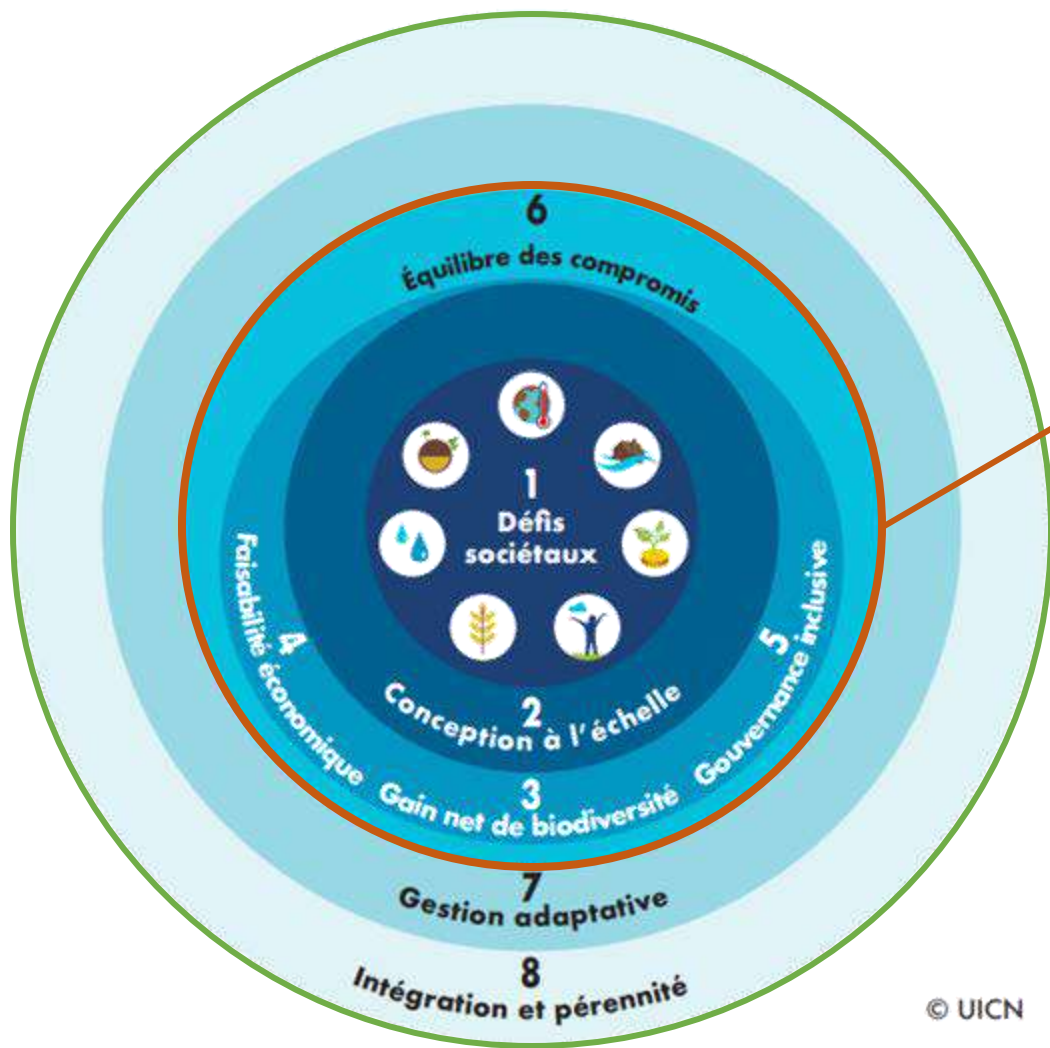 6
Équilibre des compromis
1
Défis
sociétaux
4
Faisabilité économique
5
Gouvernance inclusive
2
Conception à l'échelle
3
Gain net de biodiversité
7
Gestion adaptative
8
Intégration et pérennité
© UICN